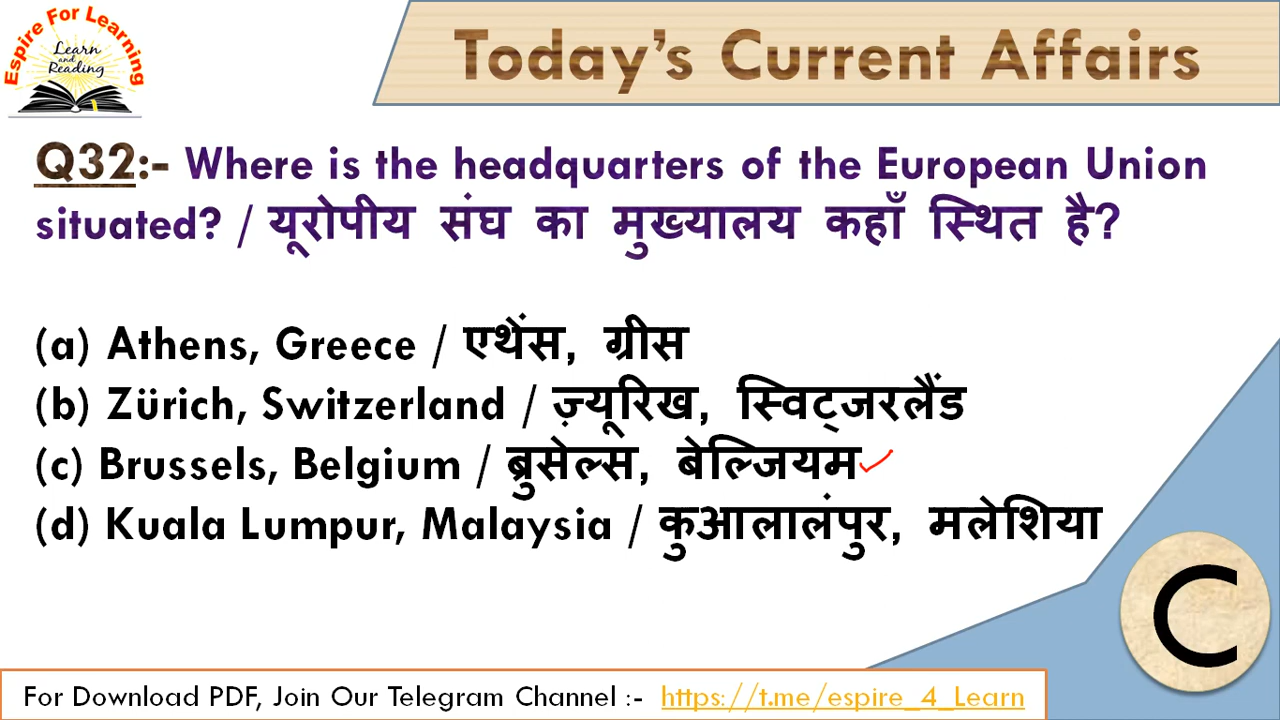 Espire For Learning
Learn
and
Reading
Today's Current Affairs
Q32:- Where is the headquarters of the European Union
situated? / यूरोपीय संघ का मुख्यालय कहाँ स्थित है?
(a) Athens, Greece / एथेंस, ग्रीस
(b) Zürich, Switzerland / ज़्यूरिख, स्विट्जरलैंड
(c) Brussels, Belgium / ब्रुसेल्स, बेल्जियम
(d) Kuala Lumpur, Malaysia / कुआलालंपुर, मलेशिया
C
For Download PDF, Join Our Telegram Channel :- https://t.me/espire_4_Learn